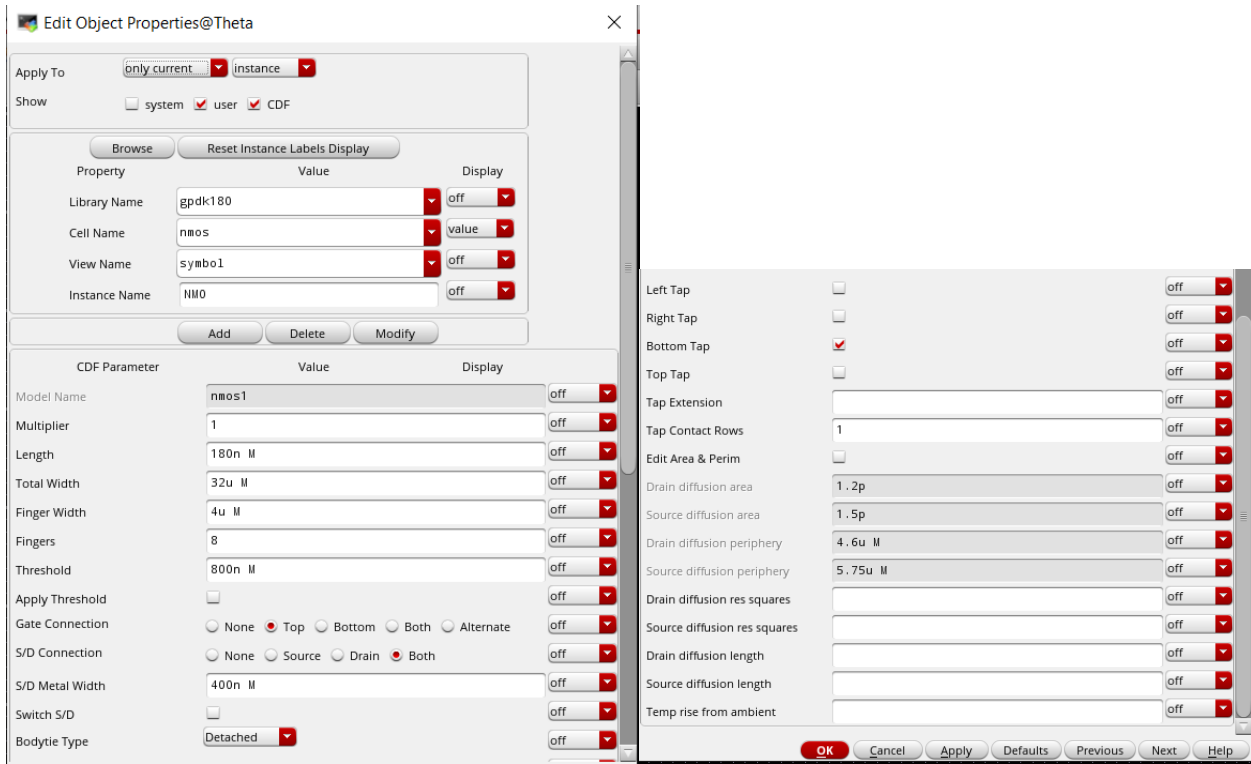 Edit Object Properties@Theta
Apply To only current instance
Show system user CDF
Browse Reset Instance Labels Display
Property Value Display
Library Name gpdk180 off
Cell Name nmos value
View Name symbol off
Instance Name NM0 off
Add Delete Modify
CDF Parameter Value Display
Model Name nmos1 off
Multiplier 1 off
Length 180n M off
Total Width 32u M off
Finger Width 4u M off
Fingers 8 off
Threshold 800n M off
Apply Threshold off
Gate Connection None Top Bottom Both Alternate off
S/D Connection None Source Drain Both off
S/D Metal Width 400n M off
Switch S/D off
Bodytie Type Detached off
Left Tap off
Right Tap off
Bottom Tap off
Top Tap off
Tap Extension off
Tap Contact Rows 1 off
Edit Area & Perim off
Drain diffusion area 1.2p off
Source diffusion area 1.5p off
Drain diffusion periphery 4.6u M off
Source diffusion periphery 5.75u M off
Drain diffusion res squares off
Source diffusion res squares off
Drain diffusion length off
Source diffusion length off
Temp rise from ambient off
OK Cancel Apply Defaults Previous Next Help